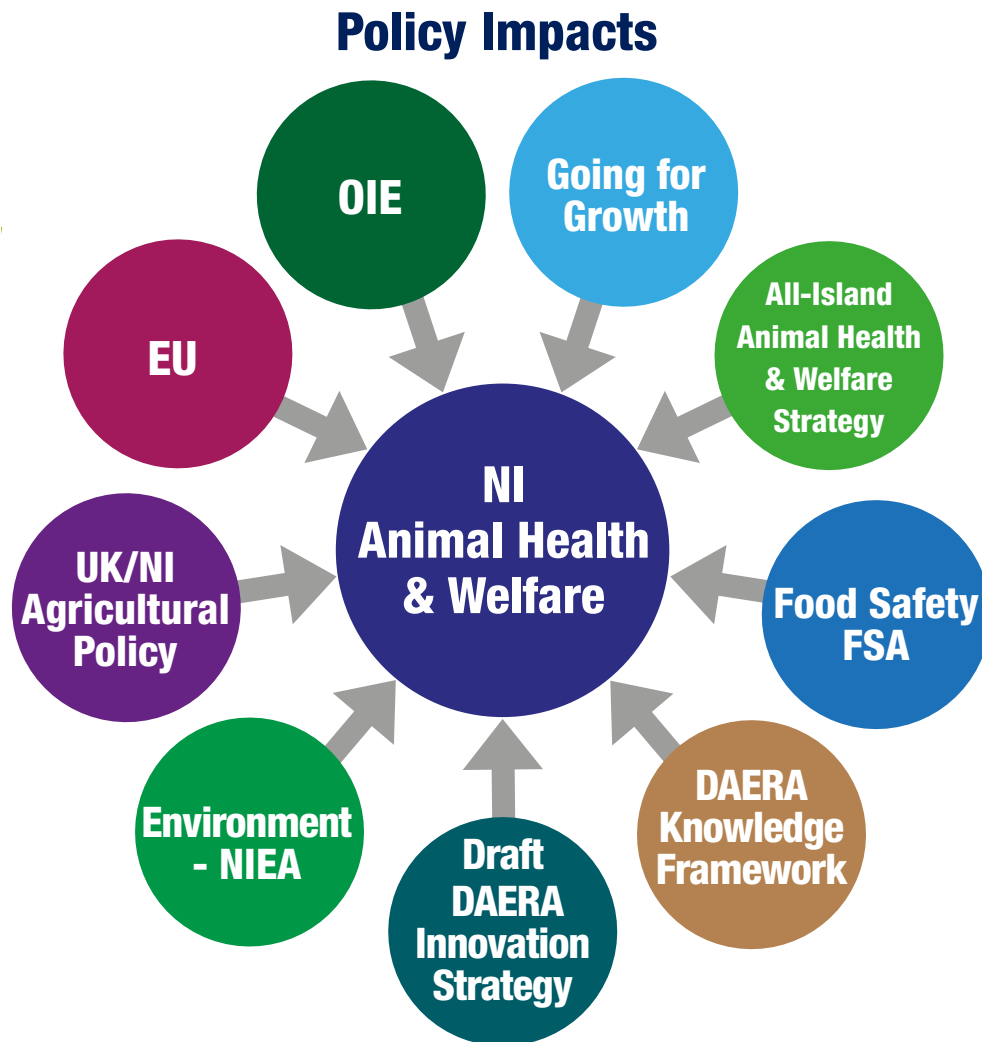 Policy Impacts
OIE
Going for
Growth
EU
All-Island
Animal Health
& Welfare
Strategy
NI
Animal Health
& Welfare
UK/NI
Agricultural
Policy
Food Safety
FSA
Environment
- NIEA
DAERA
Knowledge
Framework
Draft
DAERA
Innovation
Strategy